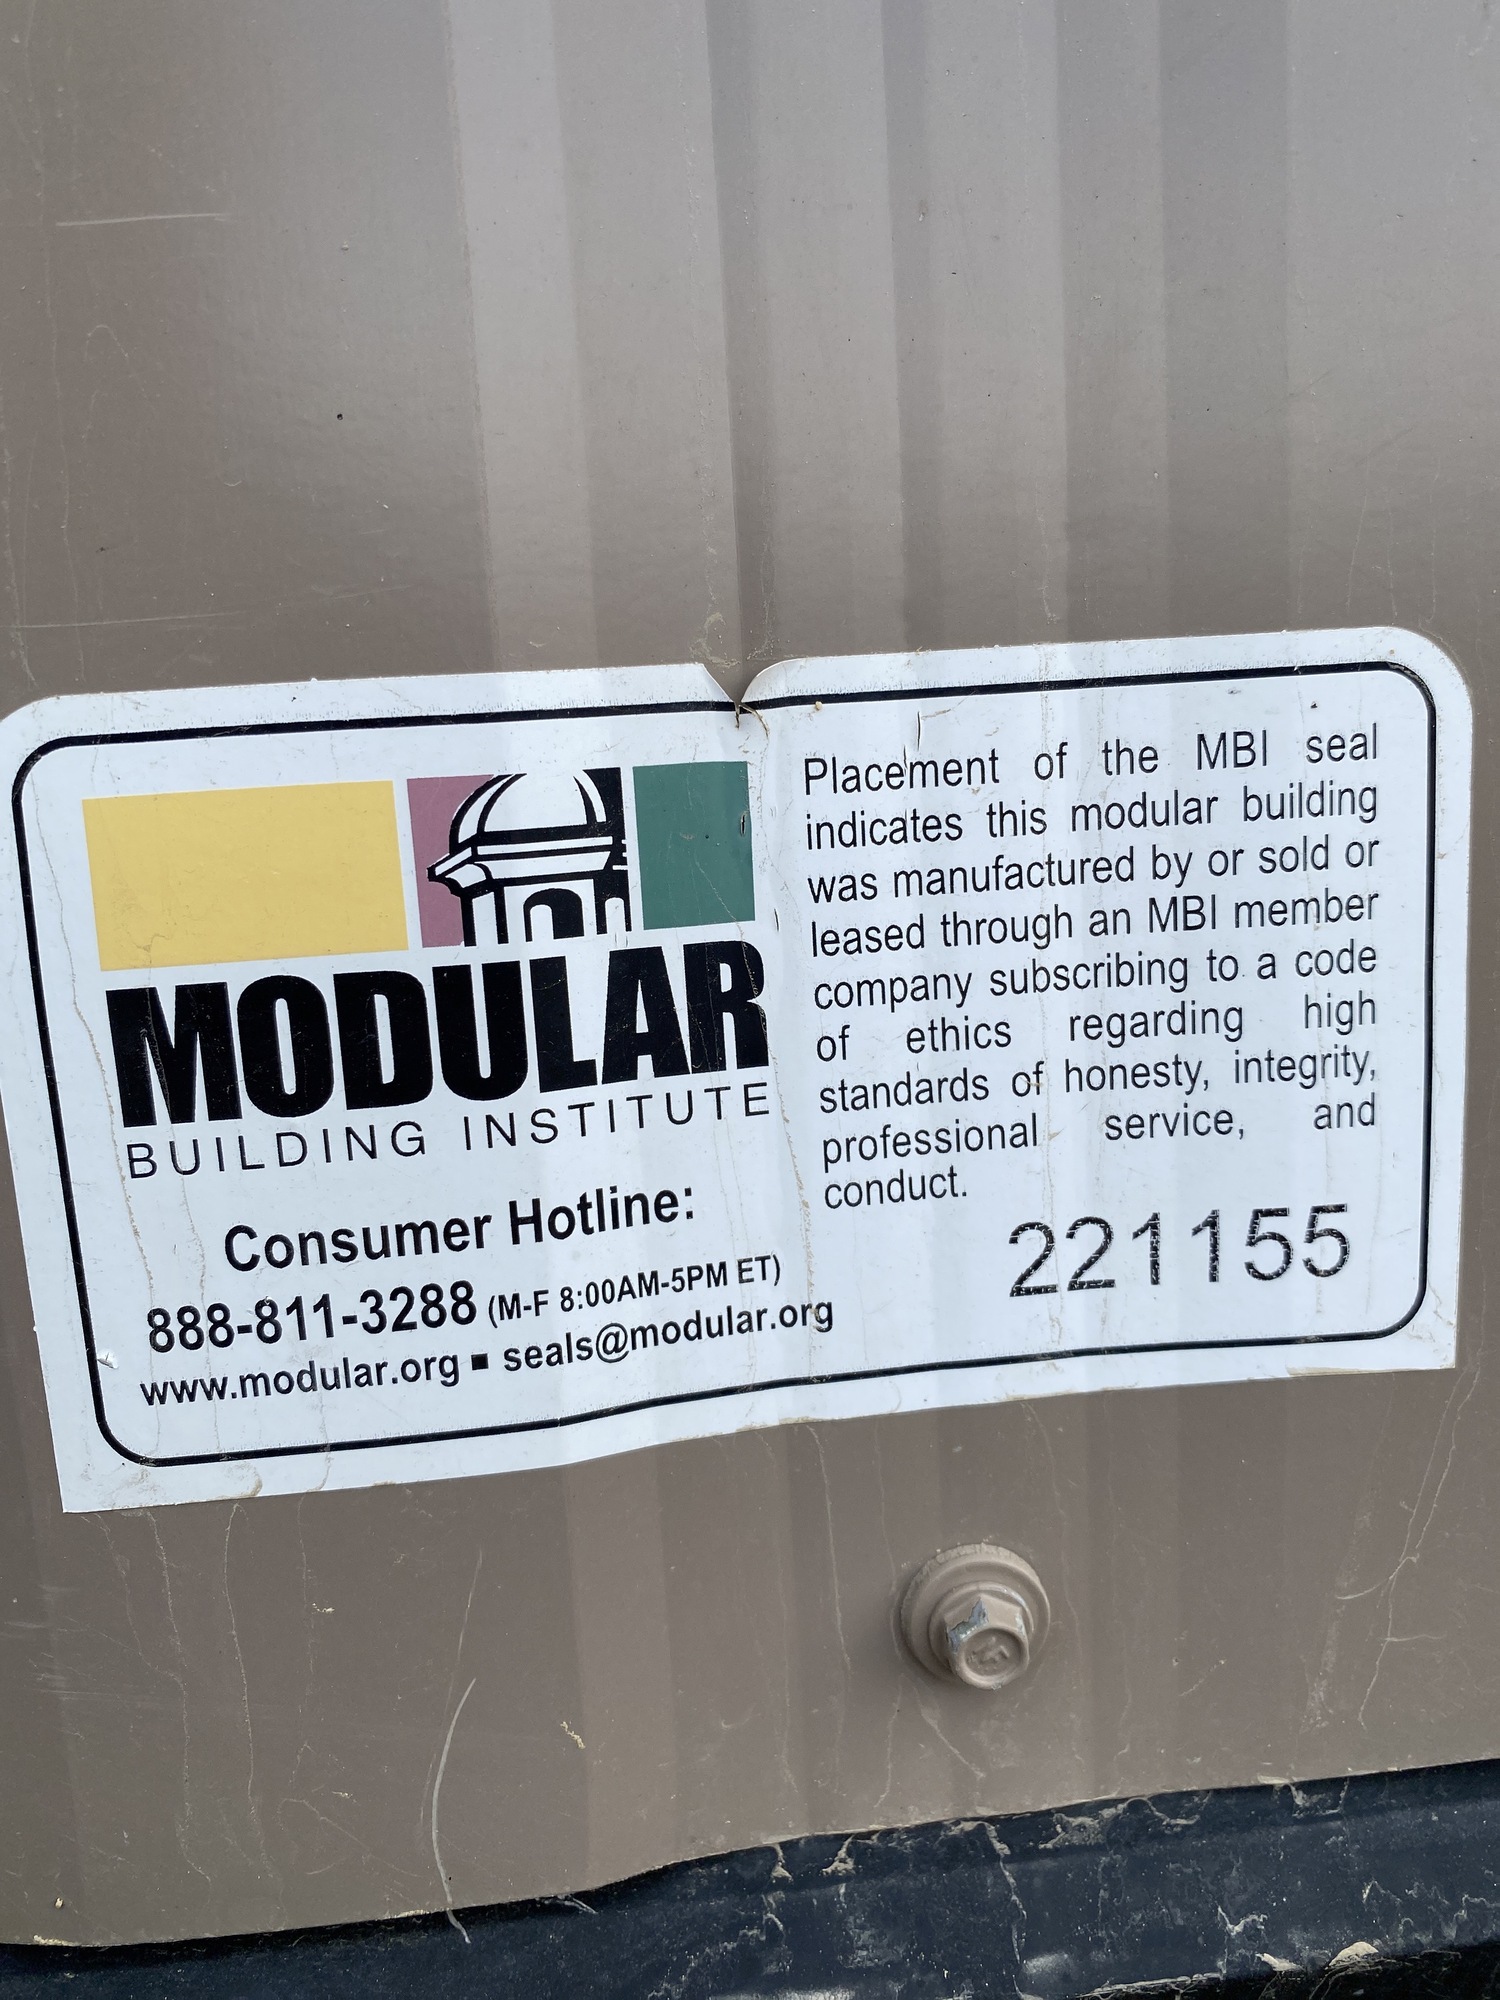 MODULAR
BUILDING INSTITUTE
Consumer Hotline:
888-811-3288 (M-F 8:00AM-5PM ET)
www.modular.org ▪ seals@modular.org
Placement of the MBI seal
indicates this modular building
was manufactured by or sold or
leased through an MBI member
company subscribing to a code
of ethics regarding high
standards of honesty, integrity,
professional service, and
conduct.
221155